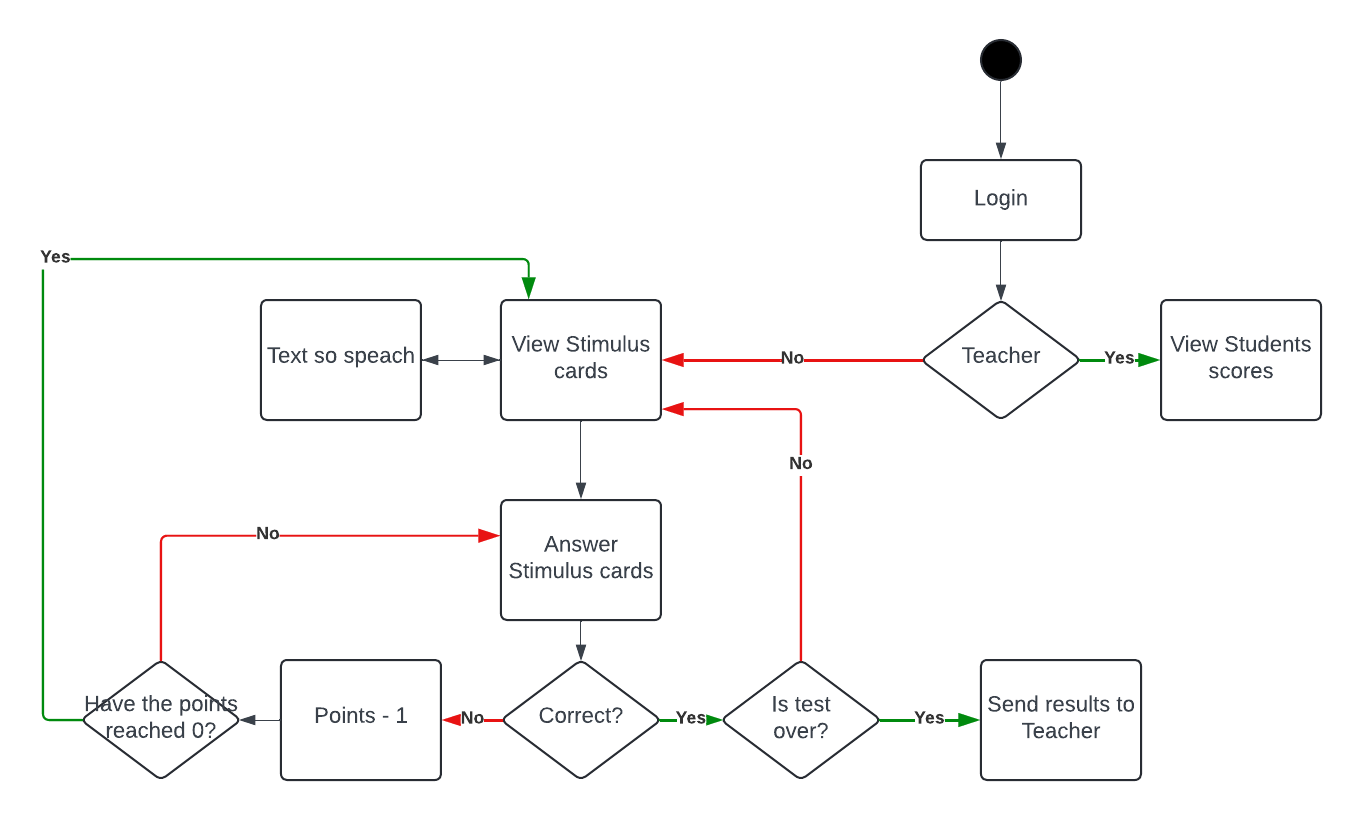 Login
Yes
Text so speach
View Stimulus
cards
No
Teacher
Yes
View Students
scores
No
No
Answer
Stimulus cards
Have the points
reached 0?
Points - 1
No
Correct?
Yes
Is test
over?
Yes
Send results to
Teacher